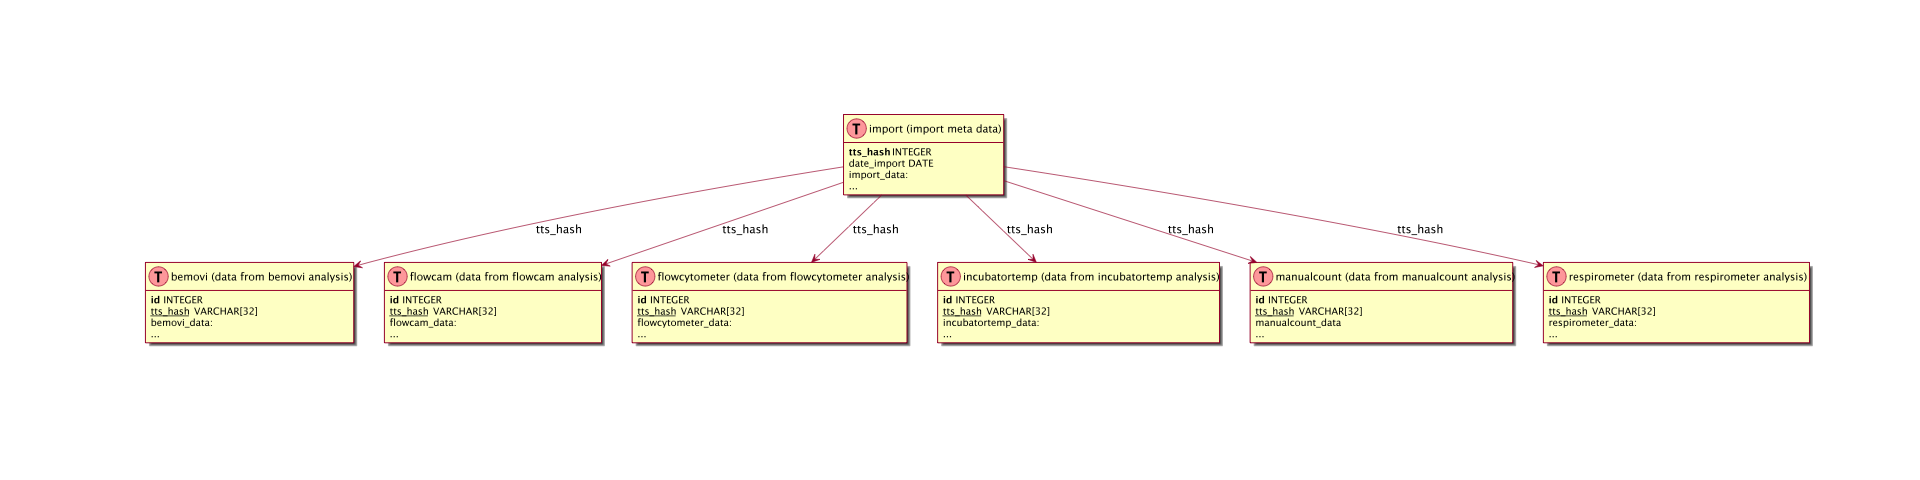 T import (import meta data)
tts_hash INTEGER
date_import DATE
import_data:
...
tts_hash
tts_hash
tts_hash
tts_hash
tts_hash
tts_hash
T bemovi (data from bemovi analysis)
id INTEGER
tts_hash VARCHAR[32]
bemovi_data:
...
T flowcam (data from flowcam analysis)
id INTEGER
tts_hash VARCHAR[32]
flowcam_data:
...
T flowcytometer (data from flowcytometer analysis)
id INTEGER
tts_hash VARCHAR[32]
flowcytometer_data:
...
T incubatortemp (data from incubatortemp analysis)
id INTEGER
tts_hash VARCHAR[32]
incubatortemp_data:
...
T manualcount (data from manualcount analysis)
id INTEGER
tts_hash VARCHAR[32]
manualcount_data
...
T respirometer (data from respirometer analysis)
id INTEGER
tts_hash VARCHAR[32]
respirometer_data:
...